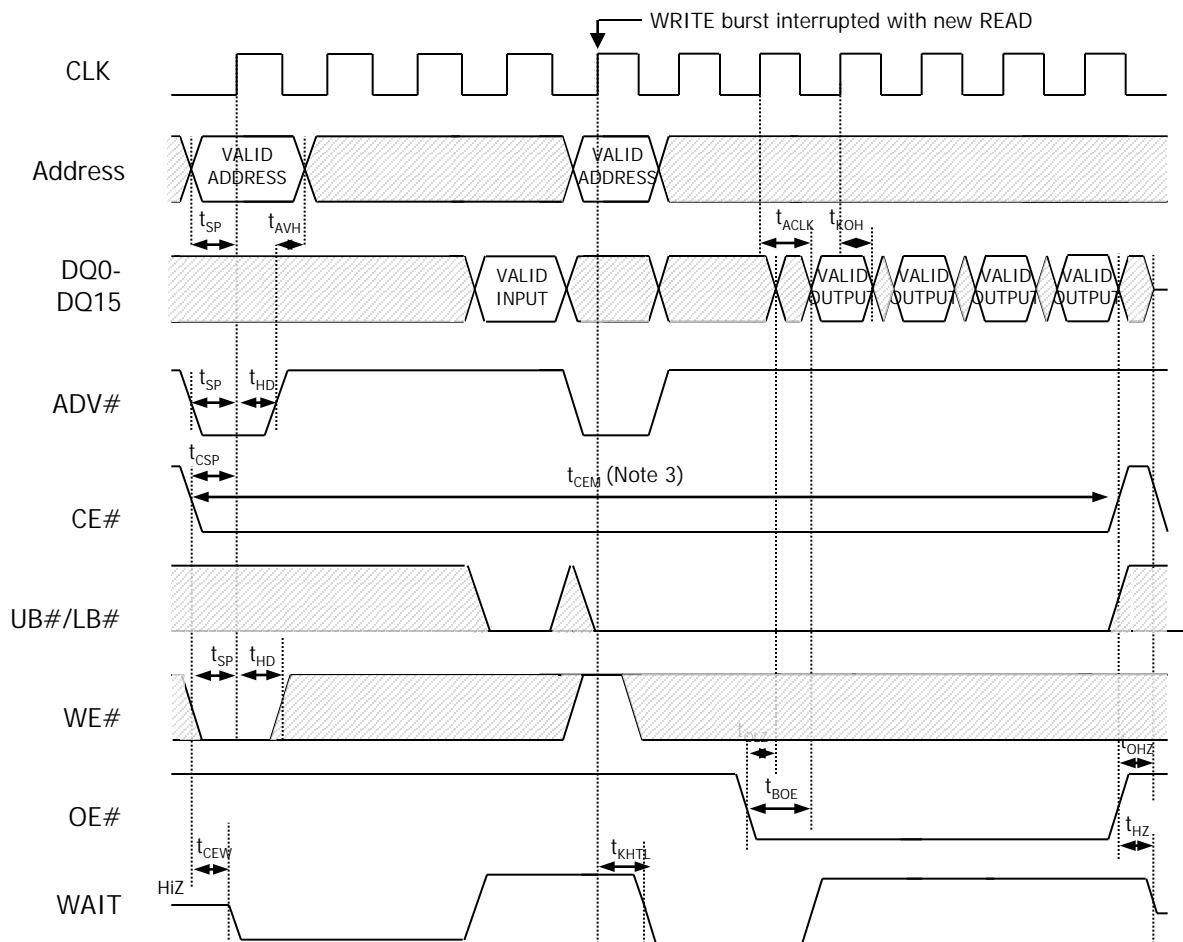 WRITE burst interrupted with new READ
CLK
Address
VALID ADDRESS
VALID ADDRESS
tSP
tAVH
tACLK
tKOH
DQ0-
DQ15
VALID INPUT
VALID OUTPUT
VALID OUTPUT
VALID OUTPUT
VALID OUTPUT
ADV#
tSP
tHD
tCSP
tCEM (Note 3)
CE#
UB#/LB#
tSP
tHD
WE#
tOLZ
tOHZ
OE#
tBOE
tCEW
tKHTL
tHZ
HiZ
WAIT